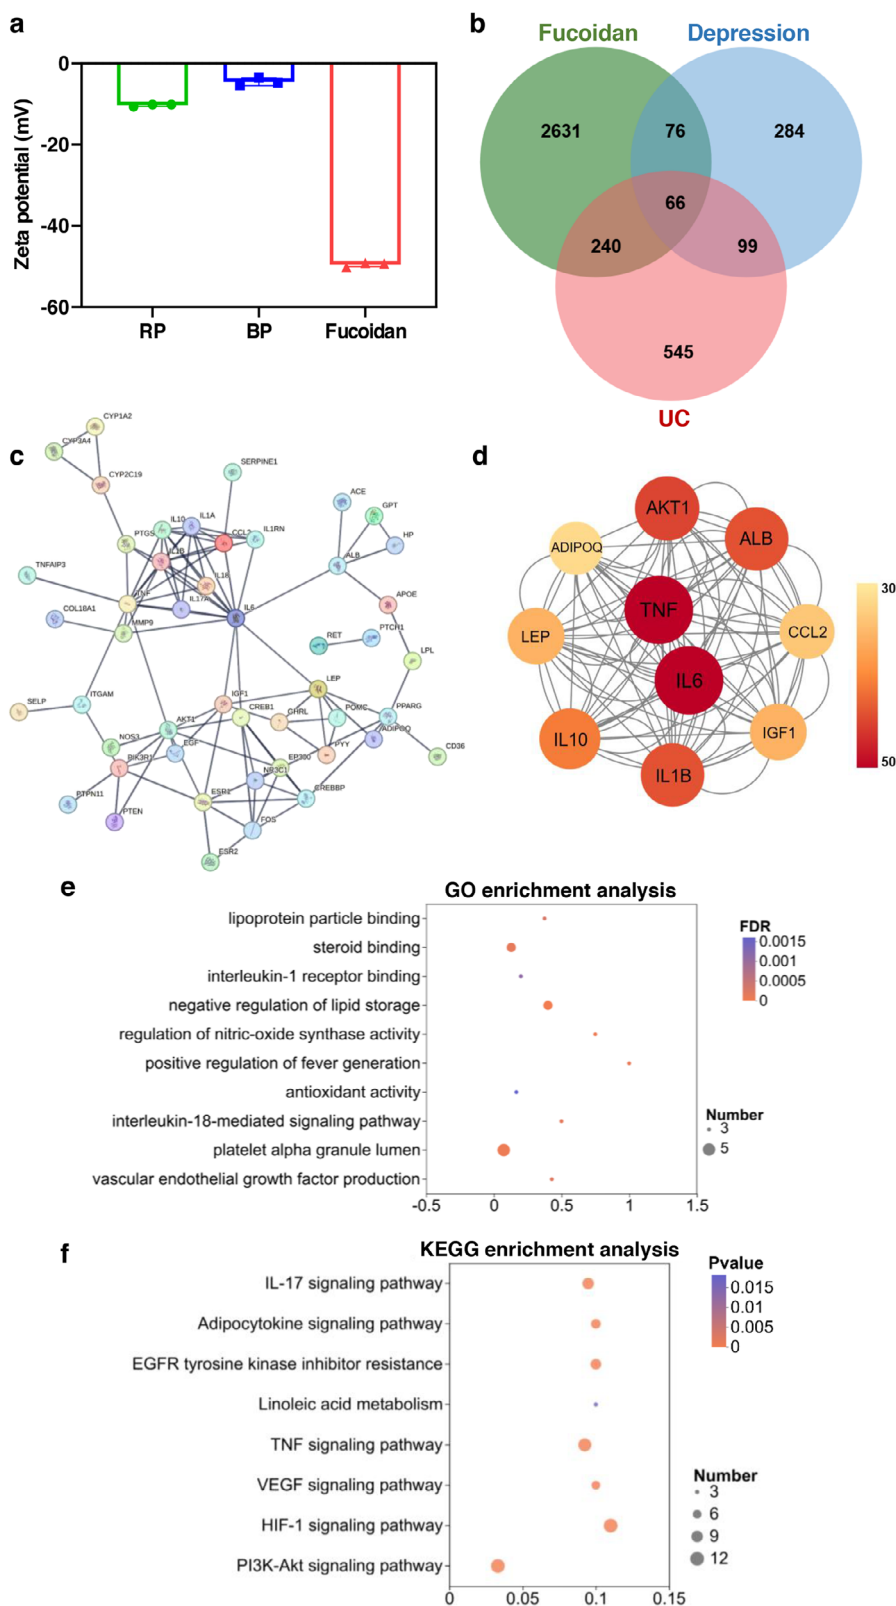 a
0
-20
-40
-60
Zeta potential (mV)
RP BP Fucoidan
b
Fucoidan Depression
2631 76 284
66
240 99
545
UC
c
CYP1A2
CYP3A4
CYP2C19
SERPINE1
ACE
GPT
IL10 IL1A
PTGS CCL2 IL1RN
HP
IL1B
ALB
TNFAIP3
IL18
TNF IL17A IL6
APOE
COL18A1
MMP9
RET PTCH1
LPL
LEP
SELP ITGAM
IGF1 CREB1 GHRL POMC PPARG
AKT1 ADIPOQ
NOS3 EGF
PIK3R1 EP300 PYY CD36
NR3C1
PTPN11 ESR1 CREBBP
PTEN FOS
ESR2
d
AKT1
ADIPOQ ALB
TNF
LEP CCL2
IL6
IL10 IGF1
IL1B
30
50
e
GO enrichment analysis
lipoprotein particle binding
steroid binding
interleukin-1 receptor binding
negative regulation of lipid storage
regulation of nitric-oxide synthase activity
positive regulation of fever generation
antioxidant activity
interleukin-18-mediated signaling pathway
platelet alpha granule lumen
vascular endothelial growth factor production
-0.5 0 0.5 1 1.5
FDR
0.0015
0.001
0.0005
0
Number
3
5
f
KEGG enrichment analysis
IL-17 signaling pathway
Adipocytokine signaling pathway
EGFR tyrosine kinase inhibitor resistance
Linoleic acid metabolism
TNF signaling pathway
VEGF signaling pathway
HIF-1 signaling pathway
PI3K-Akt signaling pathway
0 0.05 0.1 0.15
Pvalue
0.015
0.01
0.005
0
Number
3
6
9
12